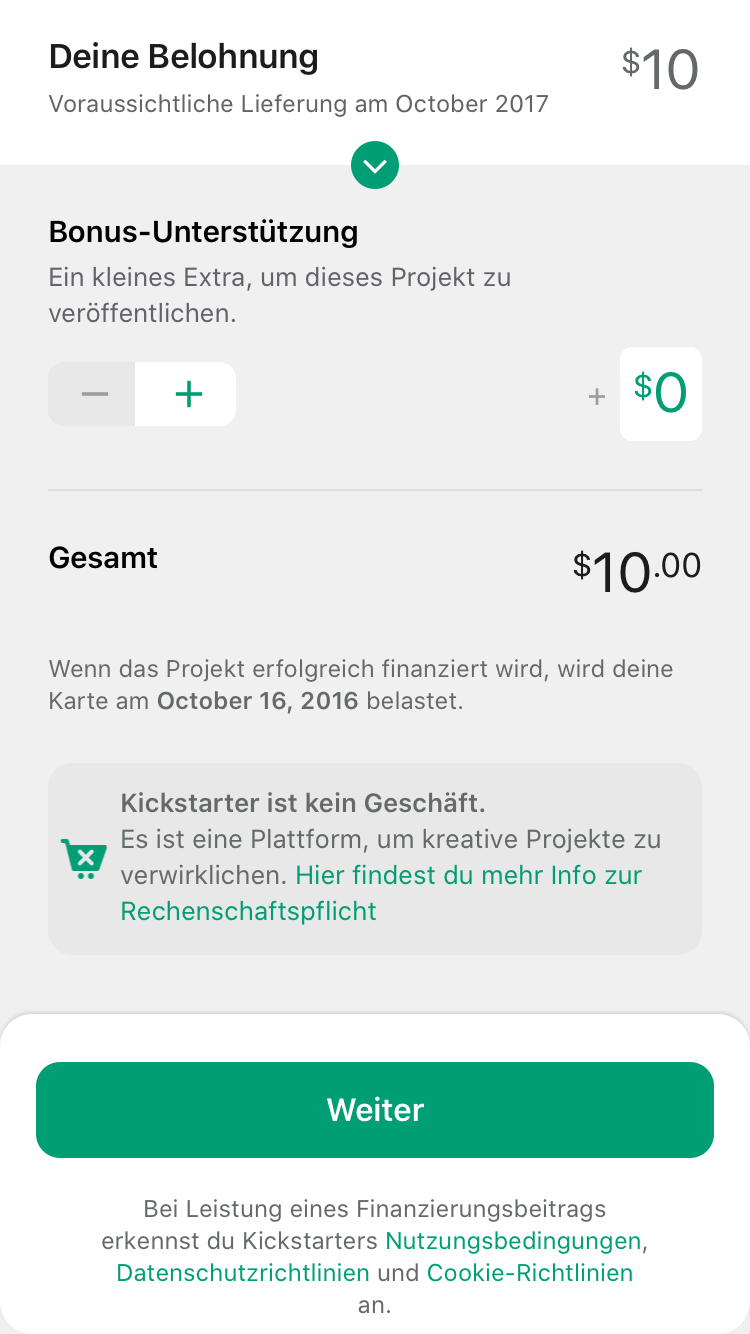 Deine Belohnung
$10
Voraussichtliche Lieferung am October 2017
Bonus-Unterstützung
Ein kleines Extra, um dieses Projekt zu
veröffentlichen.
+ $0
Gesamt
$10.00
Wenn das Projekt erfolgreich finanziert wird, wird deine
Karte am October 16, 2016 belastet.
Kickstarter ist kein Geschäft.
Es ist eine Plattform, um kreative Projekte zu
verwirklichen. Hier findest du mehr Info zur
Rechenschaftspflicht
Weiter
Bei Leistung eines Finanzierungsbeitrags
erkennst du Kickstarters Nutzungsbedingungen,
Datenschutzrichtlinien und Cookie-Richtlinien
an.